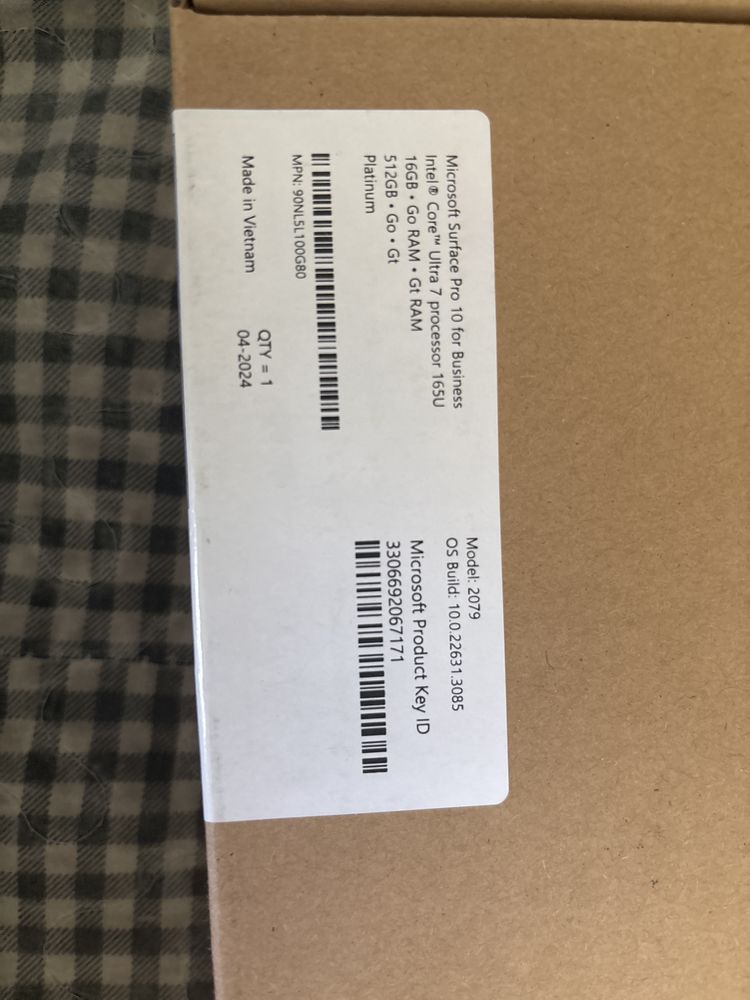 Microsoft Surface Pro 10 for Business
Intel® Core™ Ultra 7 processor 165U
16GB • Go RAM • Gt RAM
512GB • Go • Gt
Platinum
MPN: 90NL5L100G80
Made in Vietnam
QTY = 1
04-2024
Model: 2079
OS Build: 10.0.22631.3085
Microsoft Product Key ID
3306692067171